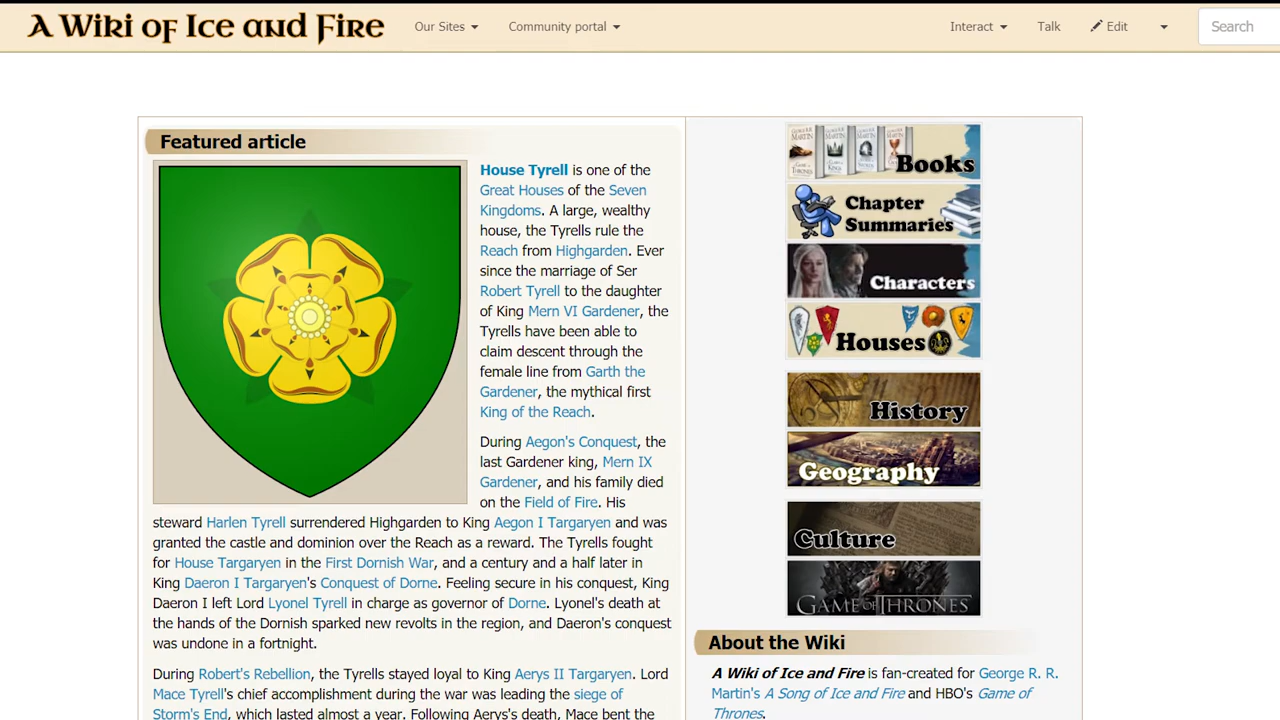 A Wiki of Ice and Fire
Our Sites
Community portal
Interact
Talk
Edit
Search
Featured article
House Tyrell is one of the
Great Houses of the Seven
Kingdoms. A large, wealthy
house, the Tyrells rule the
Reach from Highgarden. Ever
since the marriage of Ser
Robert Tyrell to the daughter
of King Mern VI Gardener, the
Tyrells have been able to
claim descent through the
female line from Garth the
Gardener, the mythical first
King of the Reach.
During Aegon's Conquest, the
last Gardener king, Mern IX
Gardener, and his family died
on the Field of Fire. His
steward Harlen Tyrell surrendered Highgarden to King Aegon I Targaryen and was
granted the castle and dominion over the Reach as a reward. The Tyrells fought
for House Targaryen in the First Dornish War, and a century and a half later in
King Daeron I Targaryen's Conquest of Dorne. Feeling secure in his conquest, King
Daeron I left Lord Lyonel Tyrell in charge as governor of Dorne. Lyonel's death at
the hands of the Dornish sparked new revolts in the region, and Daeron's conquest
was undone in a fortnight.
During Robert's Rebellion, the Tyrells stayed loyal to King Aerys II Targaryen. Lord
Mace Tyrell's chief accomplishment during the war was leading the siege of
Storm's End, which lasted almost a year. Following Aerys's death, Mace bent the
Books
Chapter
Summaries
Characters
Houses
History
Geography
Culture
GAME OF THRONES
About the Wiki
A Wiki of Ice and Fire is fan-created for George R. R.
Martin's A Song of Ice and Fire and HBO's Game of
Thrones.